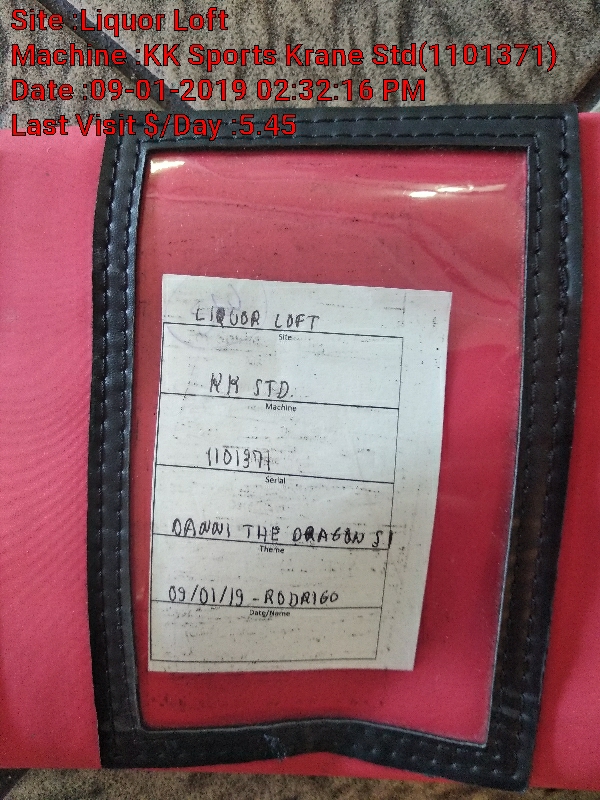 Site :Liquor Loft
Machine :KK Sports Krane Std(1101371)
Date :09-01-2019 02:32:16 PM
Last Visit $/Day :5.45
LIQUOR LOFT
Site
KK STD.
Machine
1101371
Serial
DANNI THE DRAGON SI
Theme
09/01/19 - RODRIGO
Date/Name